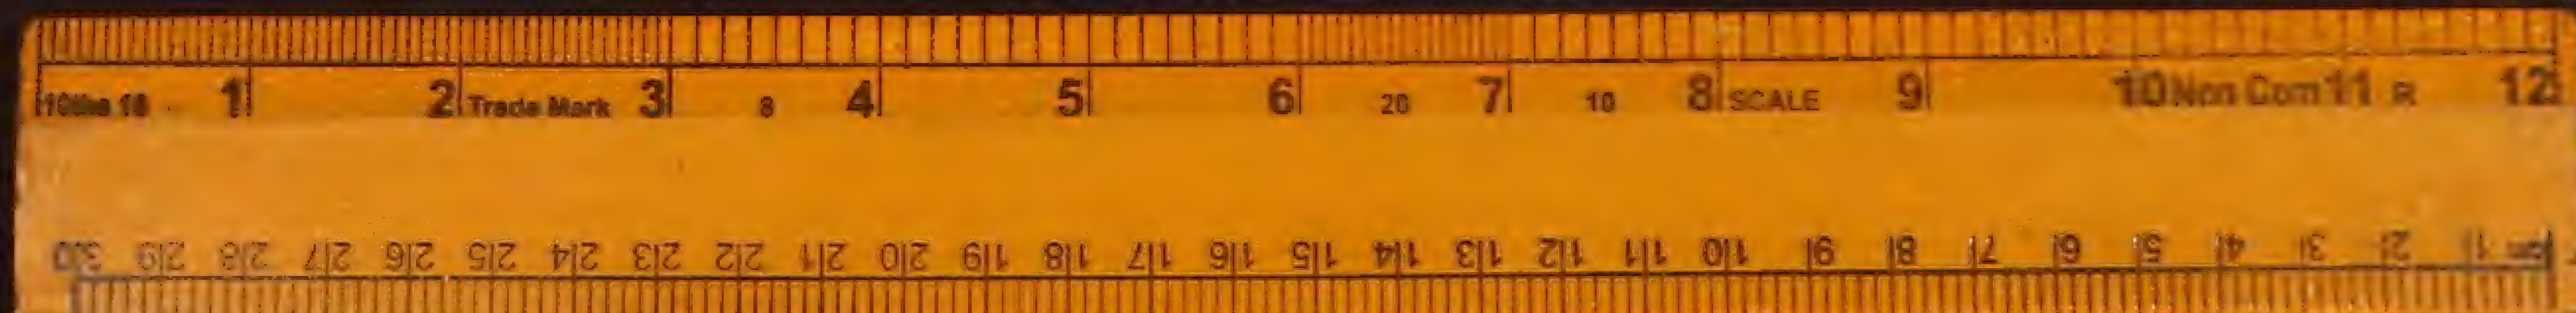 10ths 16 1 2 Trade Mark 3 8 4 5 6 20 7 10 8 SCALE 9 10 Non Com 11 R 12
30 29 28 27 26 25 24 23 22 21 20 19 18 17 16 15 14 13 12 11 10 9 8 7 6 5 4 3 2 1 cm